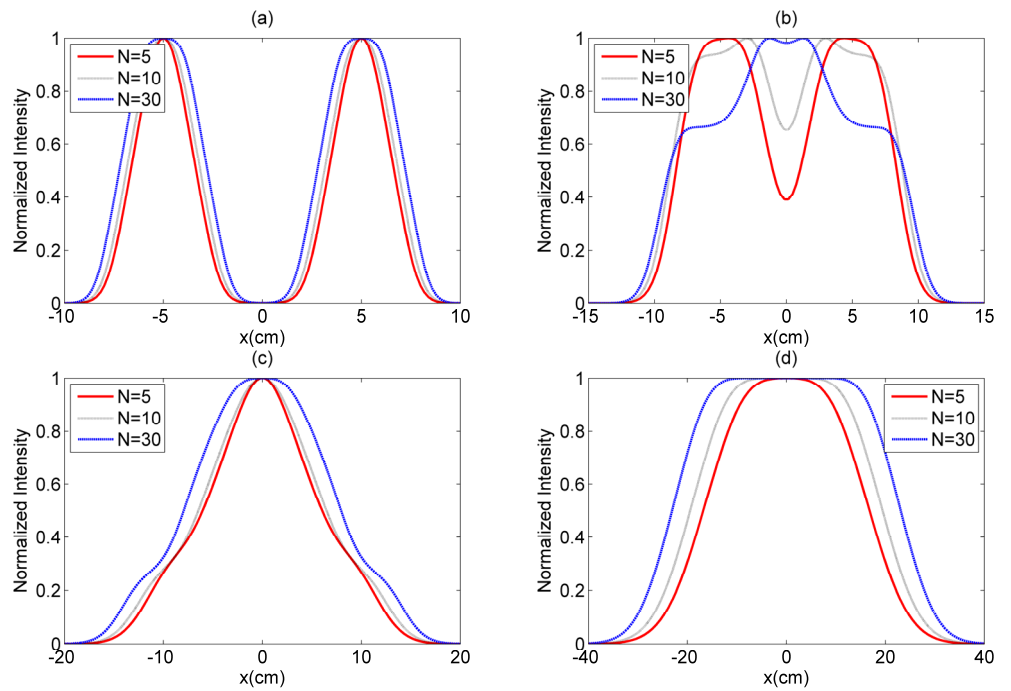 (a)
N=5
N=10
N=30
Normalized Intensity
1
0.8
0.6
0.4
0.2
0
-10 -5 0 5 10
x(cm)
(b)
N=5
N=10
N=30
Normalized Intensity
1
0.8
0.6
0.4
0.2
0
-15 -10 -5 0 5 10 15
x(cm)
(c)
N=5
N=10
N=30
Normalized Intensity
1
0.8
0.6
0.4
0.2
0
-20 -10 0 10 20
x(cm)
(d)
N=5
N=10
N=30
Normalized Intensity
1
0.8
0.6
0.4
0.2
0
-40 -20 0 20 40
x(cm)